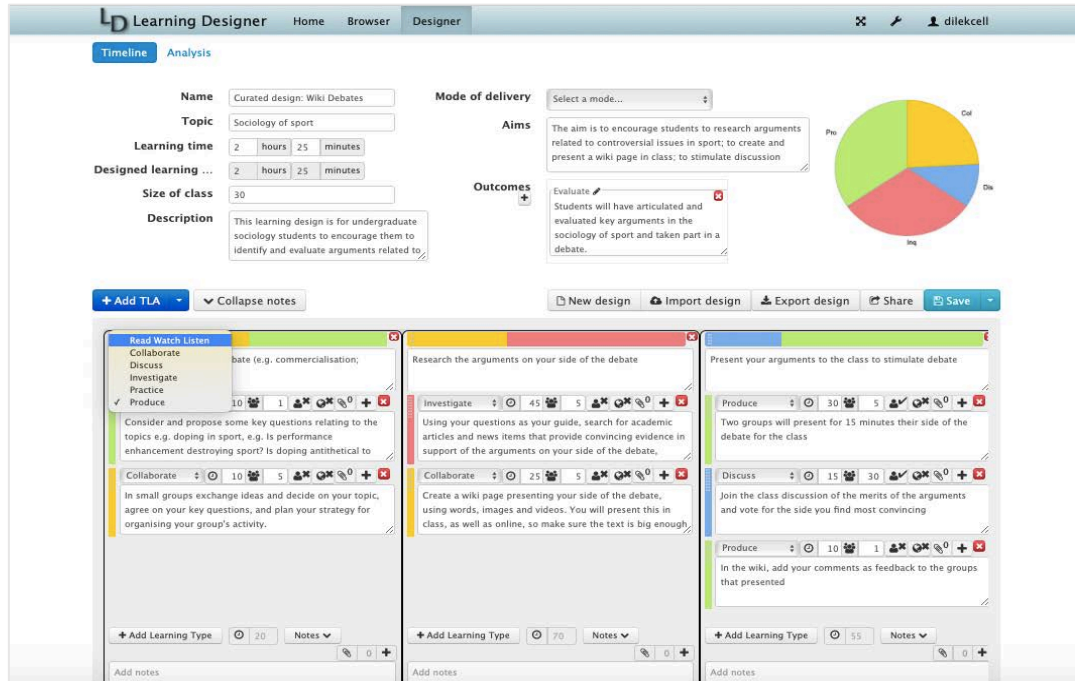 LD Learning Designer Home Browser Designer dilekcell
Timeline Analysis
Name Curated design: Wiki Debates
Topic Sociology of sport
Learning time 2 hours 25 minutes
Designed learning ... 2 hours 25 minutes
Size of class 30
Description This learning design is for undergraduate
sociology students to encourage them to
identify and evaluate arguments related to
Mode of delivery Select a mode...
Aims The aim is to encourage students to research arguments
related to controversial issues in sport; to create and
present a wiki page in class; to stimulate discussion
Outcomes Evaluate
+
Students will have articulated and
evaluated key arguments in the
sociology of sport and taken part in a
debate.
Pro
Col
Dis
Inq
+ Add TLA Collapse notes New design Import design Export design Share Save
Read Watch Listen
Collaborate
Discuss
Investigate
Practice
✓ Produce
bate (e.g. commercialisation;
10 1 0 +
Consider and propose some key questions relating to the
topics e.g. doping in sport, e.g. Is performance
enhancement destroying sport? Is doping antithetical to
Collaborate 10 5 0 +
In small groups exchange ideas and decide on your topic,
agree on your key questions, and plan your strategy for
organising your group's activity.
+ Add Learning Type 20 Notes
0 +
Add notes
Research the arguments on your side of the debate
Investigate 45 5 0 +
Using your questions as your guide, search for academic
articles and news items that provide convincing evidence in
support of the arguments on your side of the debate,
Collaborate 25 5 0 +
Create a wiki page presenting your side of the debate,
using words, images and videos. You will present this in
class, as well as online, so make sure the text is big enough
+ Add Learning Type 70 Notes
0 +
Add notes
Present your arguments to the class to stimulate debate
Produce 30 5 0 +
Two groups will present for 15 minutes their side of the
debate for the class
Discuss 15 30 0 +
Join the class discussion of the merits of the arguments
and vote for the side you find most convincing
Produce 10 1 0 +
In the wiki, add your comments as feedback to the groups
that presented
+ Add Learning Type 55 Notes
0 +
Add notes